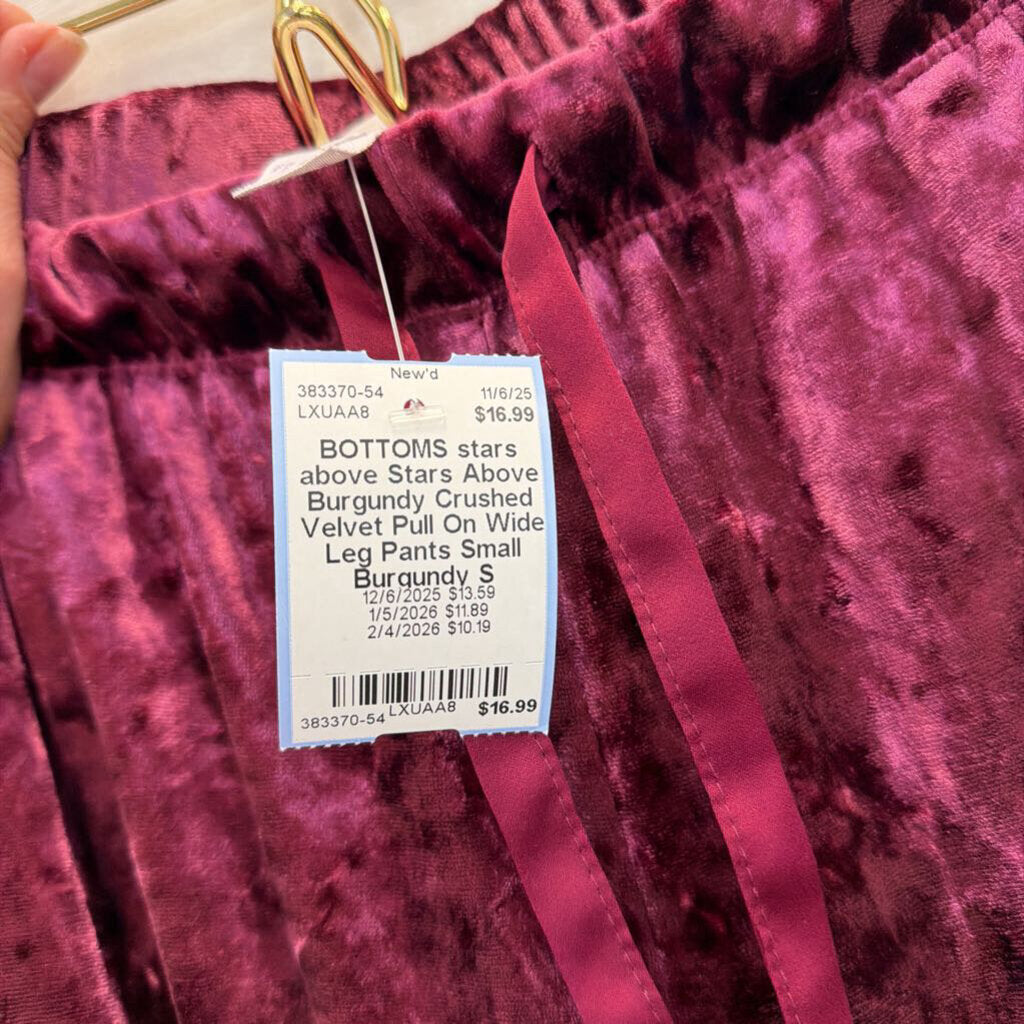 New'd
383370-54 11/6/25
LXUAA8 $16.99
BOTTOMS stars
above Stars Above
Burgundy Crushed
Velvet Pull On Wide
Leg Pants Small
Burgundy S
12/6/2025 $13.59
1/5/2026 $11.89
2/4/2026 $10.19
383370-54 LXUAA8 $16.99